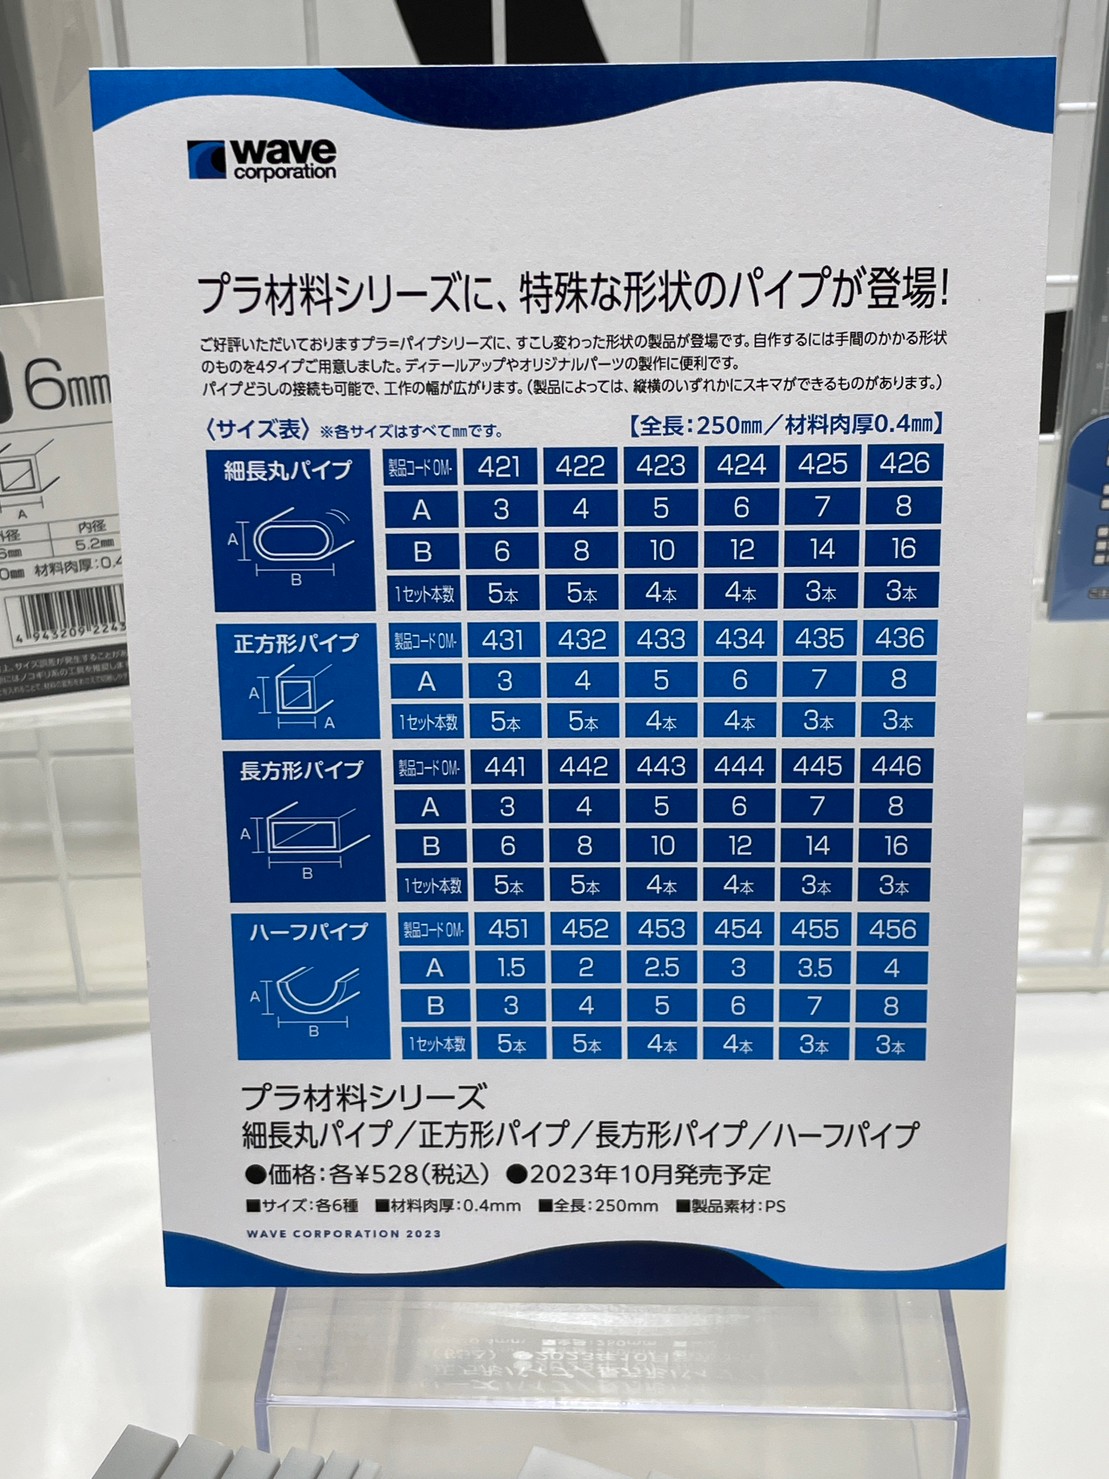 wave
corporation
プラ材料シリーズに、特殊な形状のパイプが登場!
ご好評いただいておりますプラ=パイプシリーズに、すこし変わった形状の製品が登場です。自作するには手間のかかる形状
のものを4タイプご用意しました。ディテールアップやオリジナルパーツの製作に便利です。
パイプどうしの接続も可能で、工作の幅が広がります。(製品によっては、縦横のいずれかにスキマができるものがあります。)
〈サイズ表〉 ※各サイズはすべて㎜です。 【全長:250㎜/材料肉厚0.4㎜】
細長丸パイプ 製品コード OM- 421 422 423 424 425 426
A 3 4 5 6 7 8
B 6 8 10 12 14 16
1セット本数 5本 5本 4本 4本 3本 3本
A
B
正方形パイプ 製品コード OM- 431 432 433 434 435 436
A 3 4 5 6 7 8
1セット本数 5本 5本 4本 4本 3本 3本
A
A
長方形パイプ 製品コード OM- 441 442 443 444 445 446
A 3 4 5 6 7 8
B 6 8 10 12 14 16
1セット本数 5本 5本 4本 4本 3本 3本
A
B
ハーフパイプ 製品コード OM- 451 452 453 454 455 456
A 1.5 2 2.5 3 3.5 4
B 3 4 5 6 7 8
1セット本数 5本 5本 4本 4本 3本 3本
A
B
プラ材料シリーズ
細長丸パイプ/正方形パイプ/長方形パイプ/ハーフパイプ
●価格:各¥528(税込) ●2023年10月発売予定
■サイズ:各6種 ■材料肉厚:0.4mm ■全長:250mm ■製品素材:PS
WAVE CORPORATION 2023
6mm
A
外径 内径
6㎜ 5.2㎜
材料肉厚:0.4
4 943209 2243